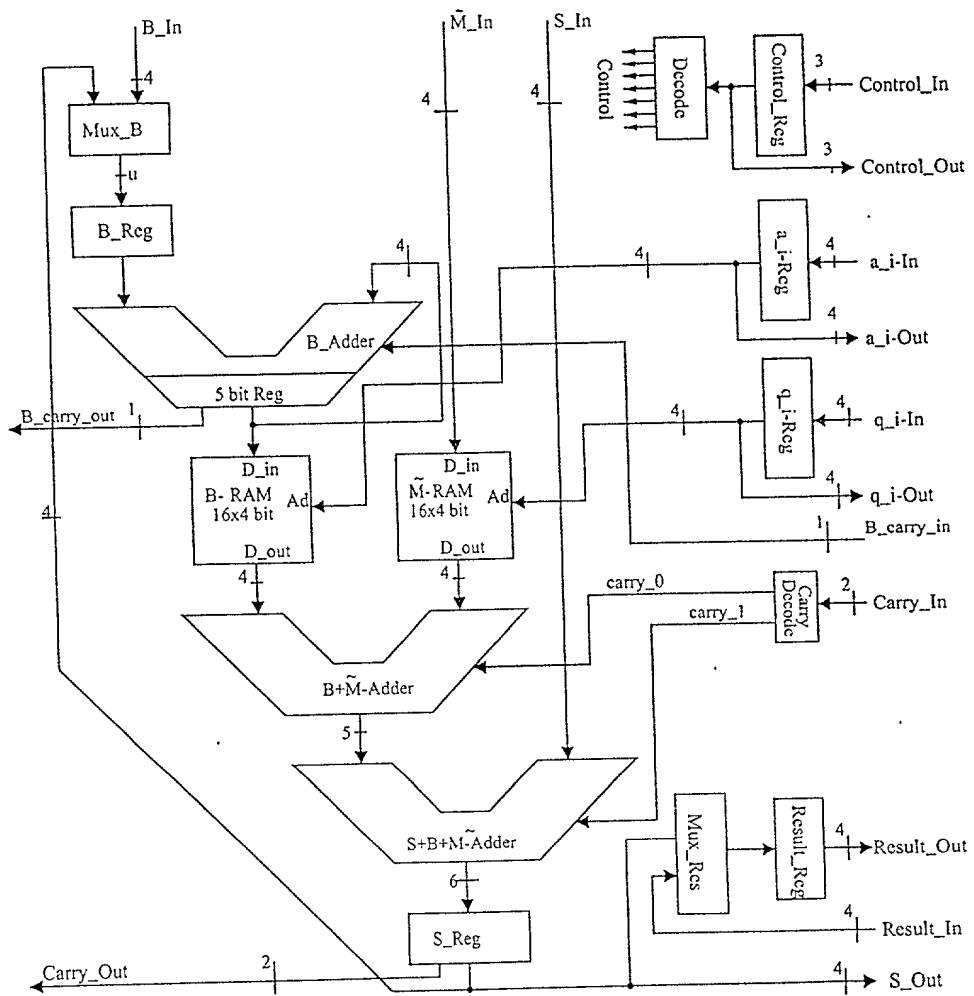 B_In
M̃_In
S_In
4
4
4
Mux_B
u
B_Reg
4
B_Adder
5 bit Reg
B_carry_out
1
D_in
B- RAM
16x4 bit
Ad
D_out
D_in
M̃-RAM
16x4 bit
Ad
D_out
4
4
4
B+M̃-Adder
5
S+B+M̃-Adder
6
S_Reg
Carry_Out
2
Control
Decode
Control_Reg
3
Control_In
3
Control_Out
a_i-Reg
4
4
a_i-In
4
a_i-Out
q_i-Reg
4
4
q_i-In
4
q_i-Out
1
B_carry_in
carry_0
carry_1
Carry
Decode
2
Carry_In
Mux_Res
Result_Reg
4
Result_Out
4
Result_In
4
S_Out